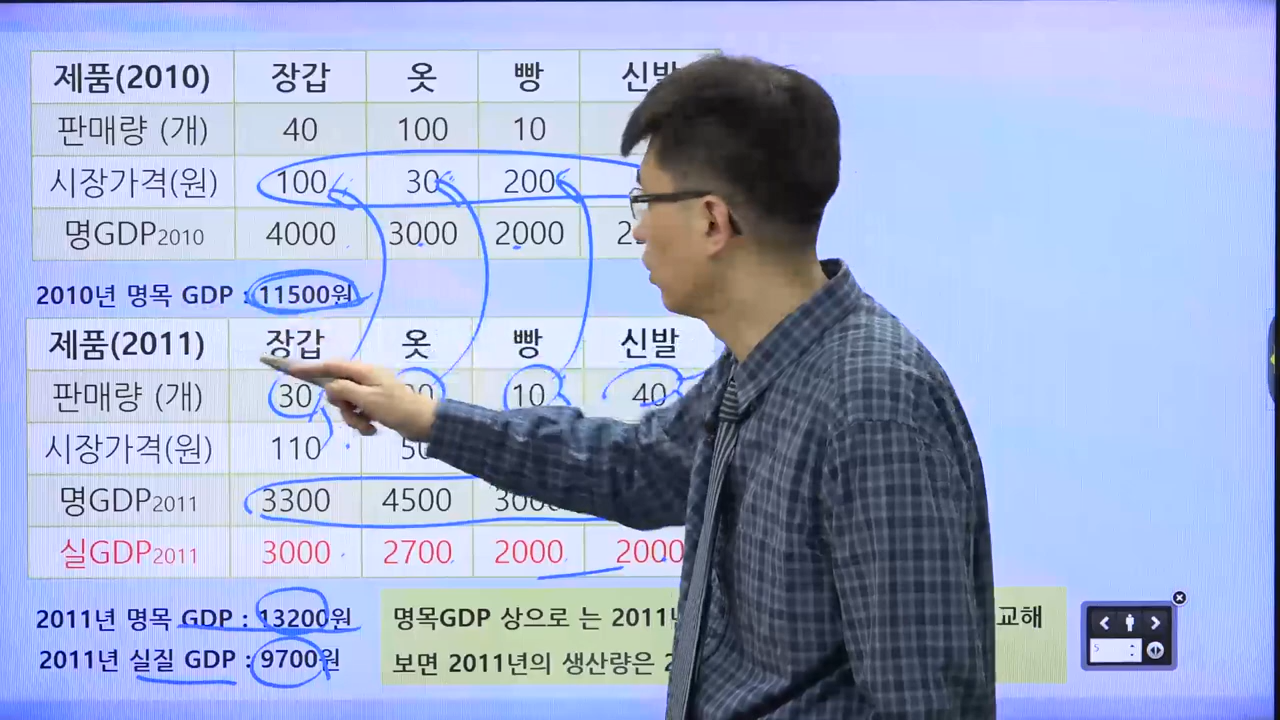 제품(2010) 장갑 옷 빵 신발
판매량 (개) 40 100 10
시장가격(원) 100 30 200
명GDP2010 4000 3000 2000
2010년 명목 GDP : 11500원
제품(2011) 장갑 옷 빵 신발
판매량 (개) 30 10 40
시장가격(원) 110
명GDP2011 3300 4500
실GDP2011 3000 2700 2000 2000
2011년 명목 GDP : 13200원
2011년 실질 GDP : 9700원
명목GDP 상으로 는 2011년 교해
보면 2011년의 생산량은
5